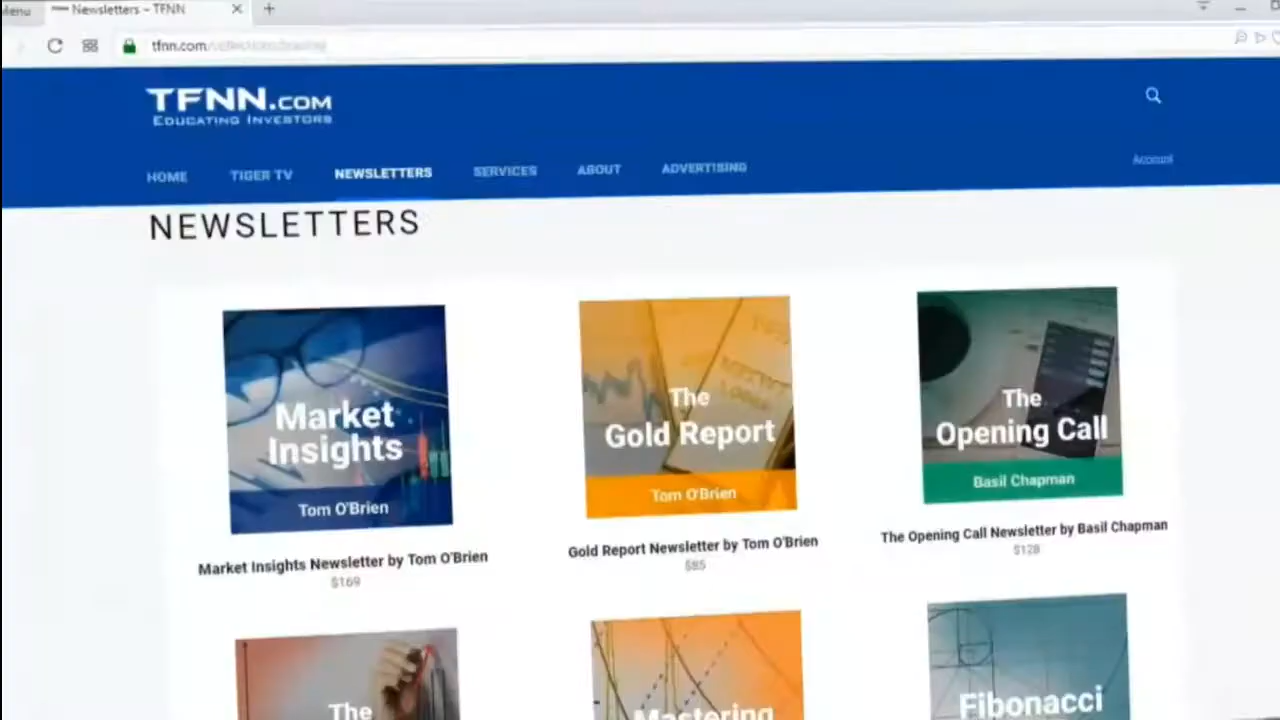 Menu
Newsletters – TFNN
tfnn.com/
TFNN.COM
EDUCATING INVESTORS
HOME TIGER TV NEWSLETTERS SERVICES ABOUT ADVERTISING
Account
NEWSLETTERS
Market
Insights
Tom O'Brien
Market Insights Newsletter by Tom O'Brien
$169
The
Gold Report
Tom O'Brien
Gold Report Newsletter by Tom O'Brien
$85
The
Opening Call
Basil Chapman
The Opening Call Newsletter by Basil Chapman
$128
The
Mastering
Fibonacci